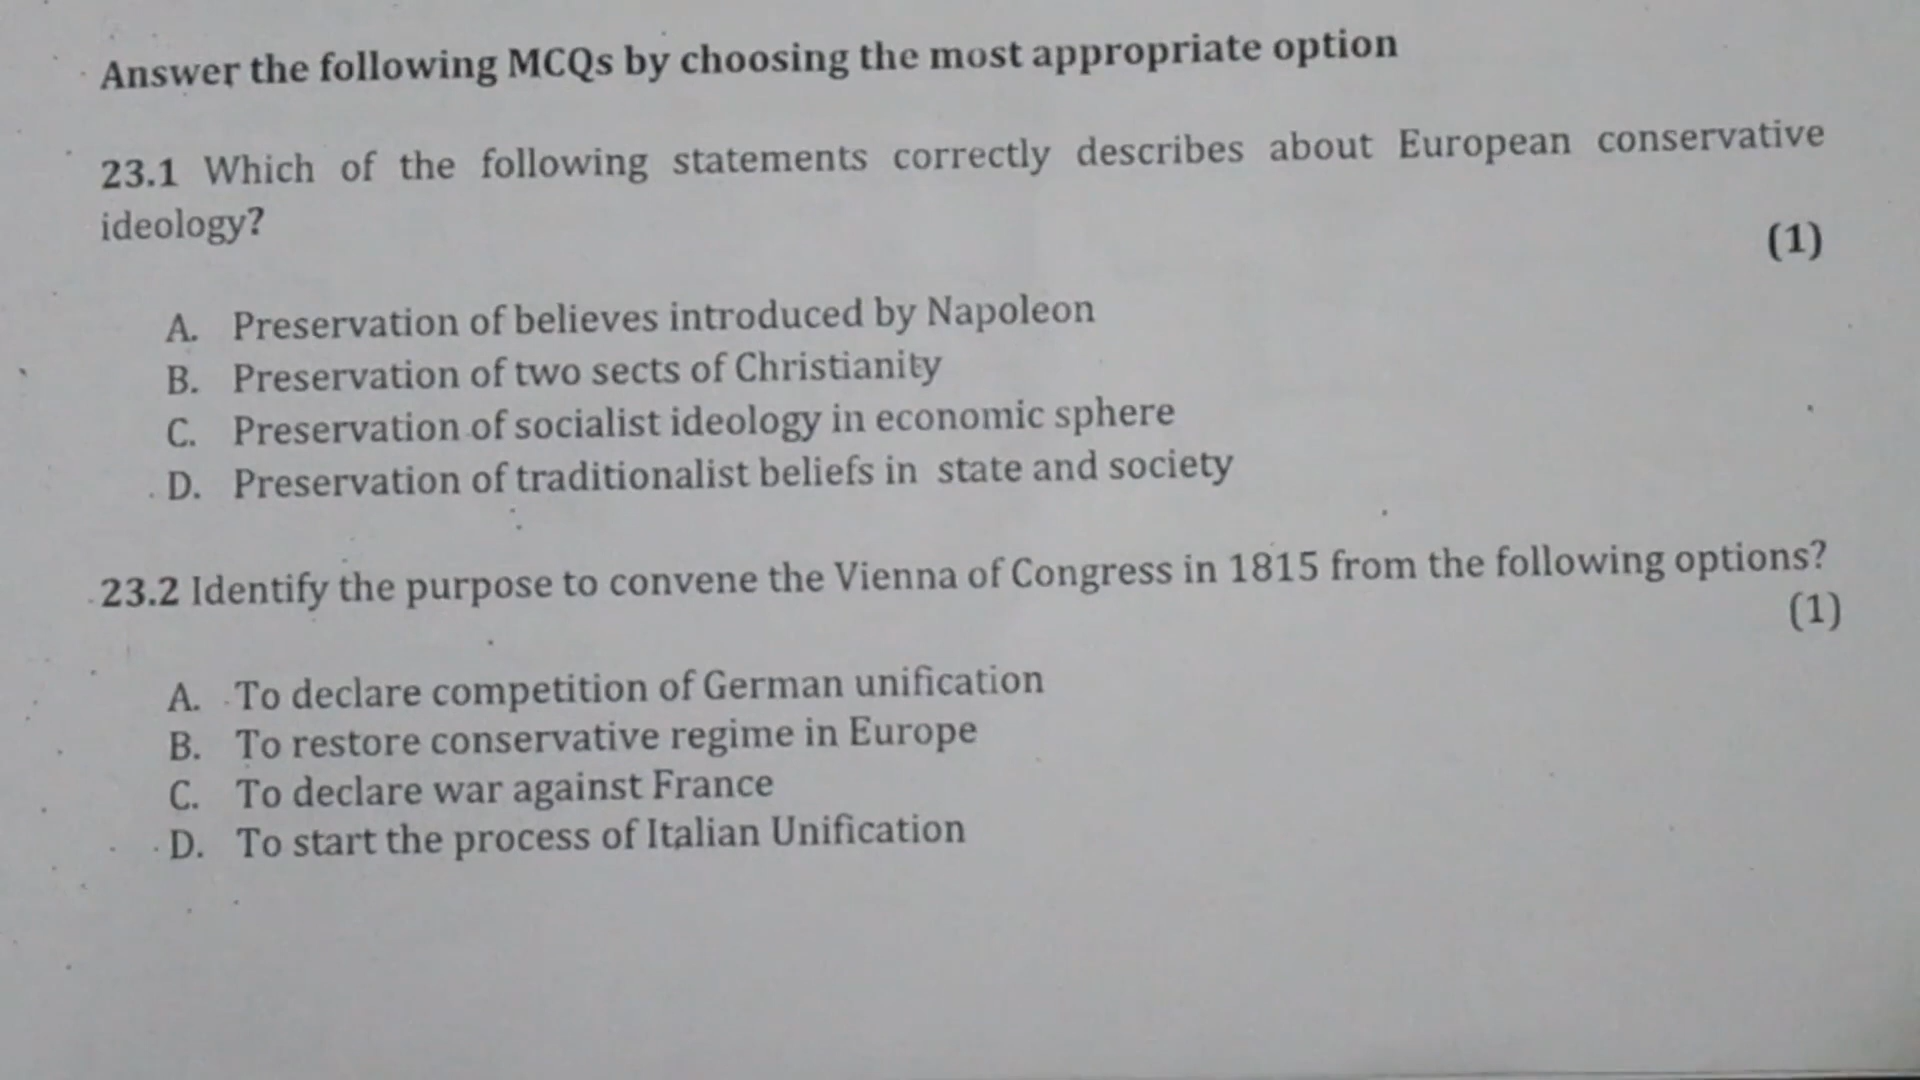 Answer the following MCQs by choosing the most appropriate option
23.1 Which of the following statements correctly describes about European conservative
ideology?
(1)
A. Preservation of believes introduced by Napoleon
B. Preservation of two sects of Christianity
C. Preservation of socialist ideology in economic sphere
D. Preservation of traditionalist beliefs in state and society
23.2 Identify the purpose to convene the Vienna of Congress in 1815 from the following options?
(1)
A. To declare competition of German unification
B. To restore conservative regime in Europe
C. To declare war against France
D. To start the process of Italian Unification